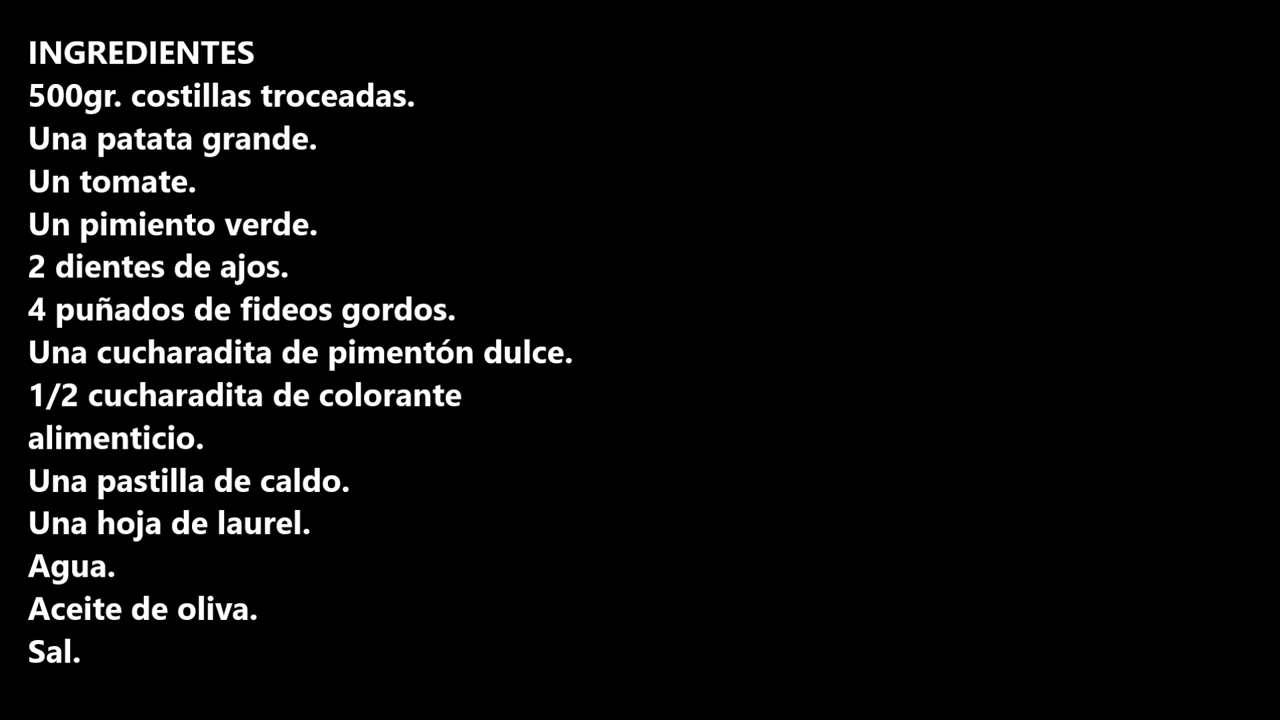 INGREDIENTES
500gr. costillas troceadas.
Una patata grande.
Un tomate.
Un pimiento verde.
2 dientes de ajos.
4 puñados de fideos gordos.
Una cucharadita de pimentón dulce.
1/2 cucharadita de colorante
alimenticio.
Una pastilla de caldo.
Una hoja de laurel.
Agua.
Aceite de oliva.
Sal.